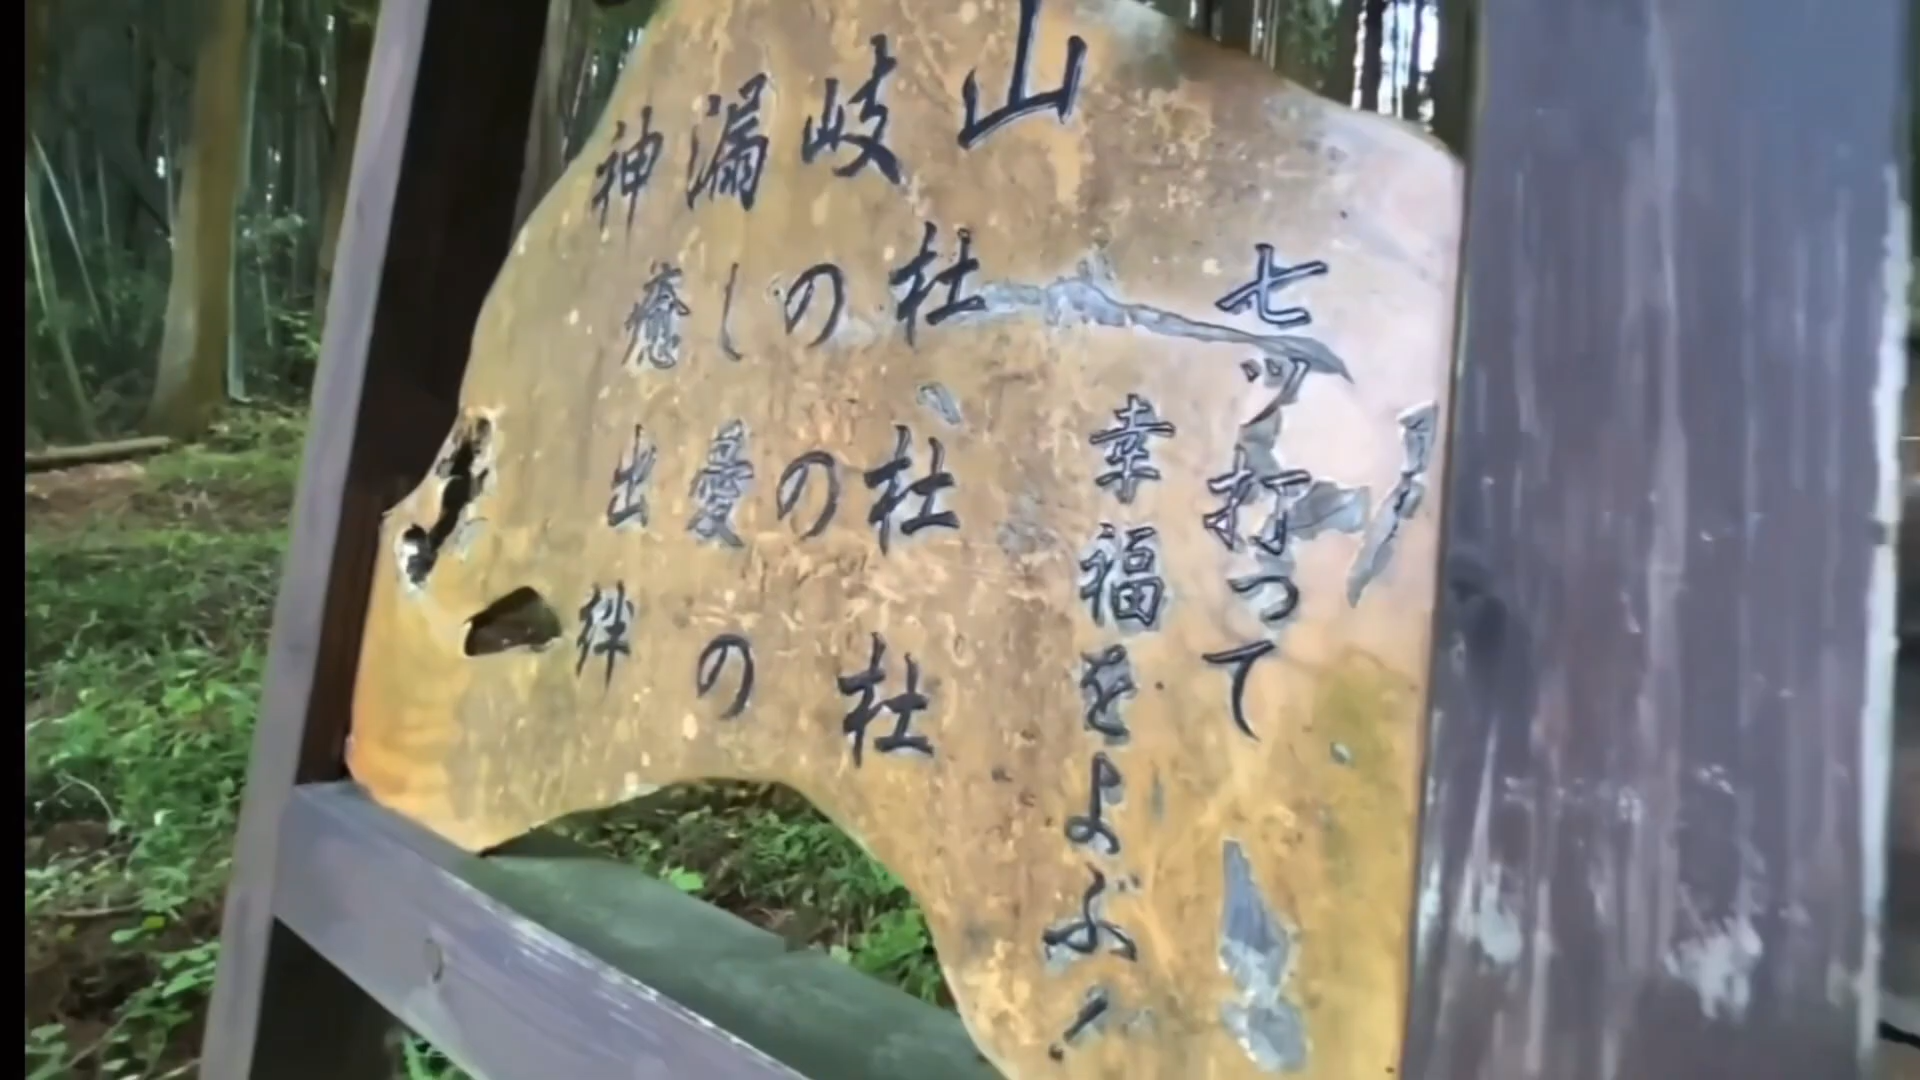 神漏岐山
癒しの杜、
出愛の杜
絆の杜
七ツ打って
幸福をよぶ!